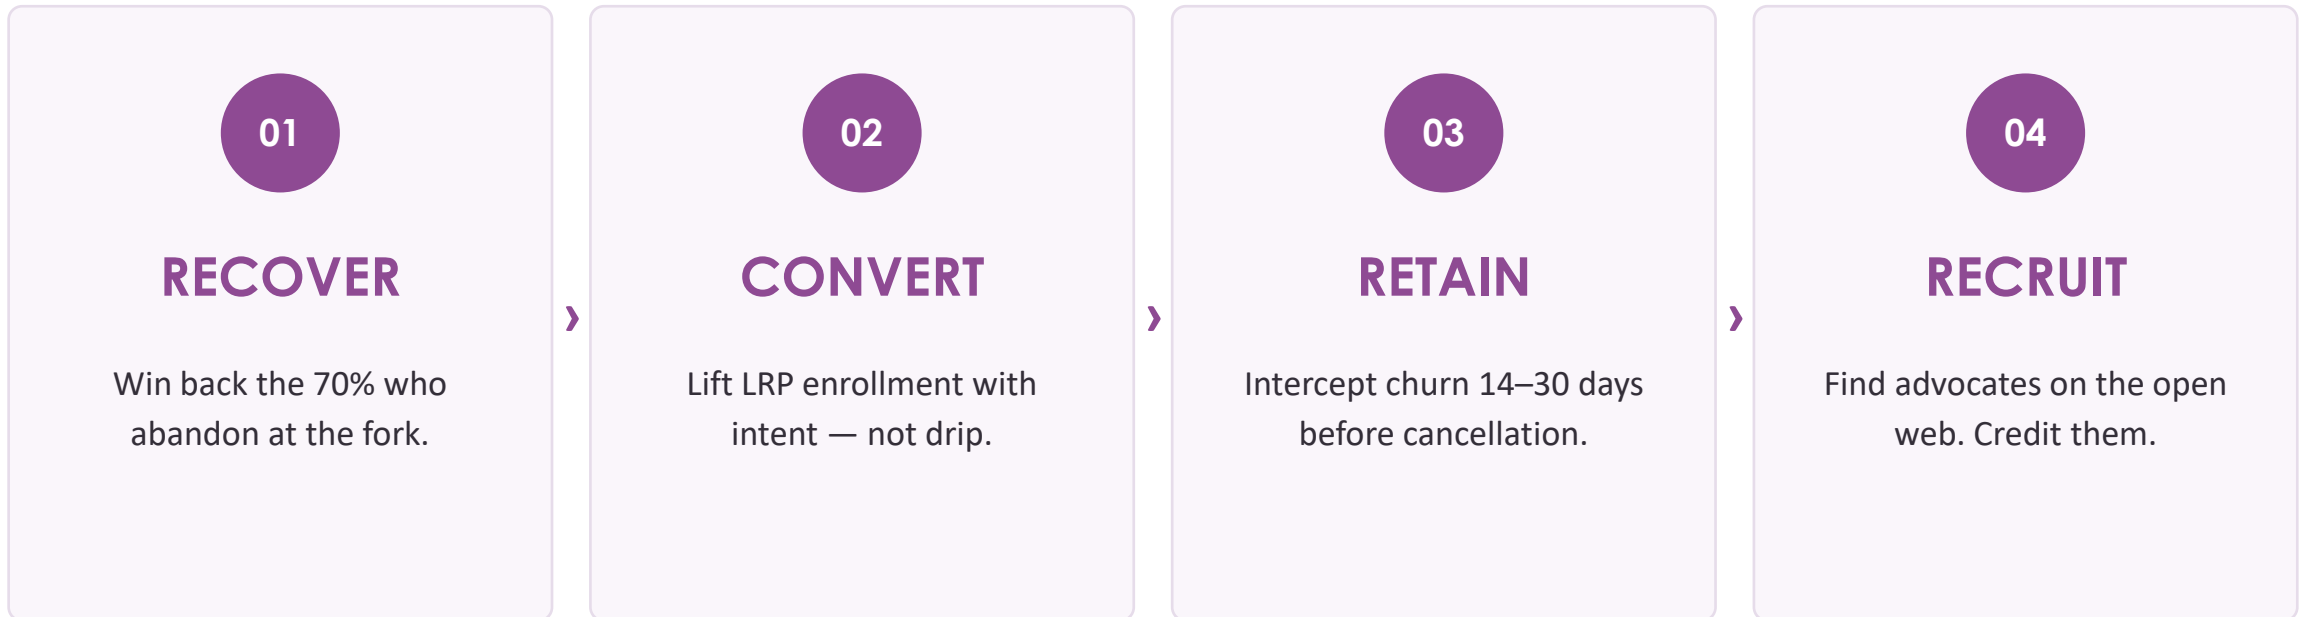 01
RECOVER
Win back the 70% who
abandon at the fork.
›
02
CONVERT
Lift LRP enrollment with
intent — not drip.
›
03
RETAIN
Intercept churn 14–30 days
before cancellation.
›
04
RECRUIT
Find advocates on the open
web. Credit them.